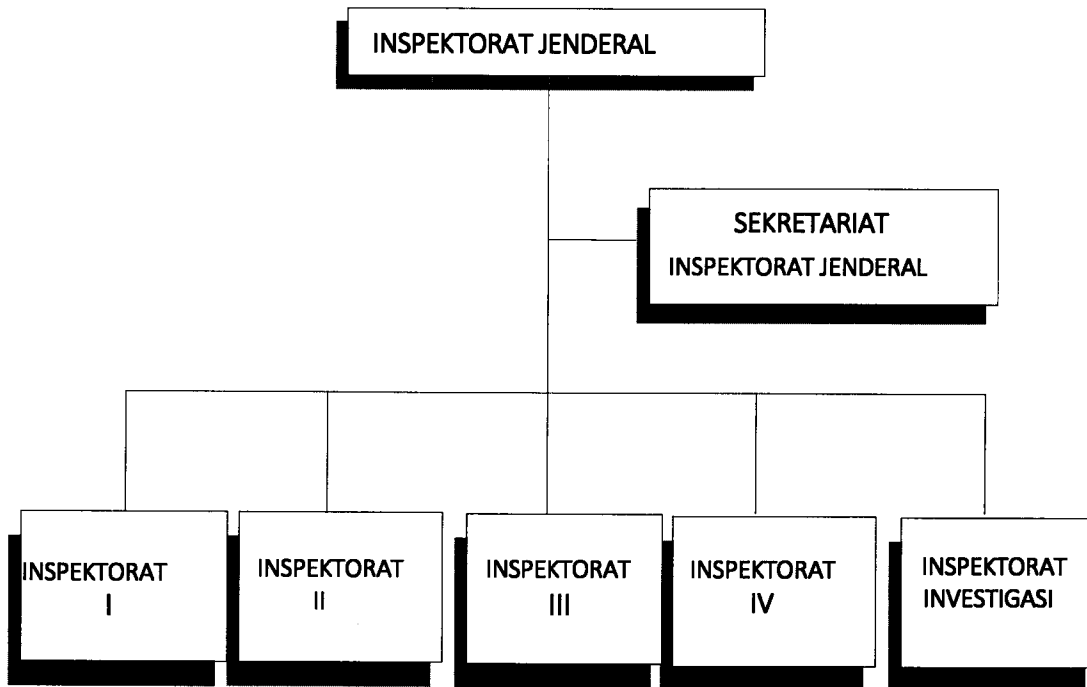 INSPEKTORAT JENDERAL
SEKRETARIAT
INSPEKTORAT JENDERAL
INSPEKTORAT
I
INSPEKTORAT
II
INSPEKTORAT
III
INSPEKTORAT
IV
INSPEKTORAT
INVESTIGASI